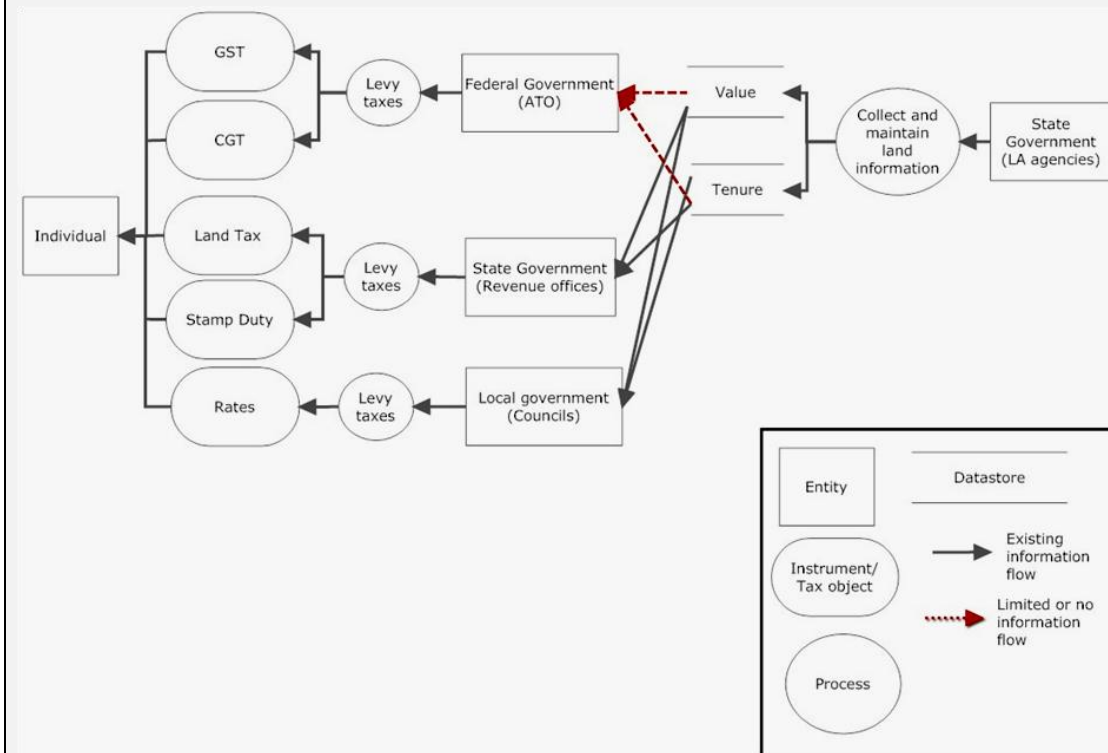 GST
CGT
Levy
taxes
Federal Government
(ATO)
Value
Tenure
Collect and
maintain
land
information
State
Government
(LA agencies)
Individual
Land Tax
Stamp Duty
Levy
taxes
State Government
(Revenue offices)
Rates
Levy
taxes
Local government
(Councils)
Entity
Datastore
Instrument/
Tax object
Existing
information
flow
Limited or no
information
flow
Process